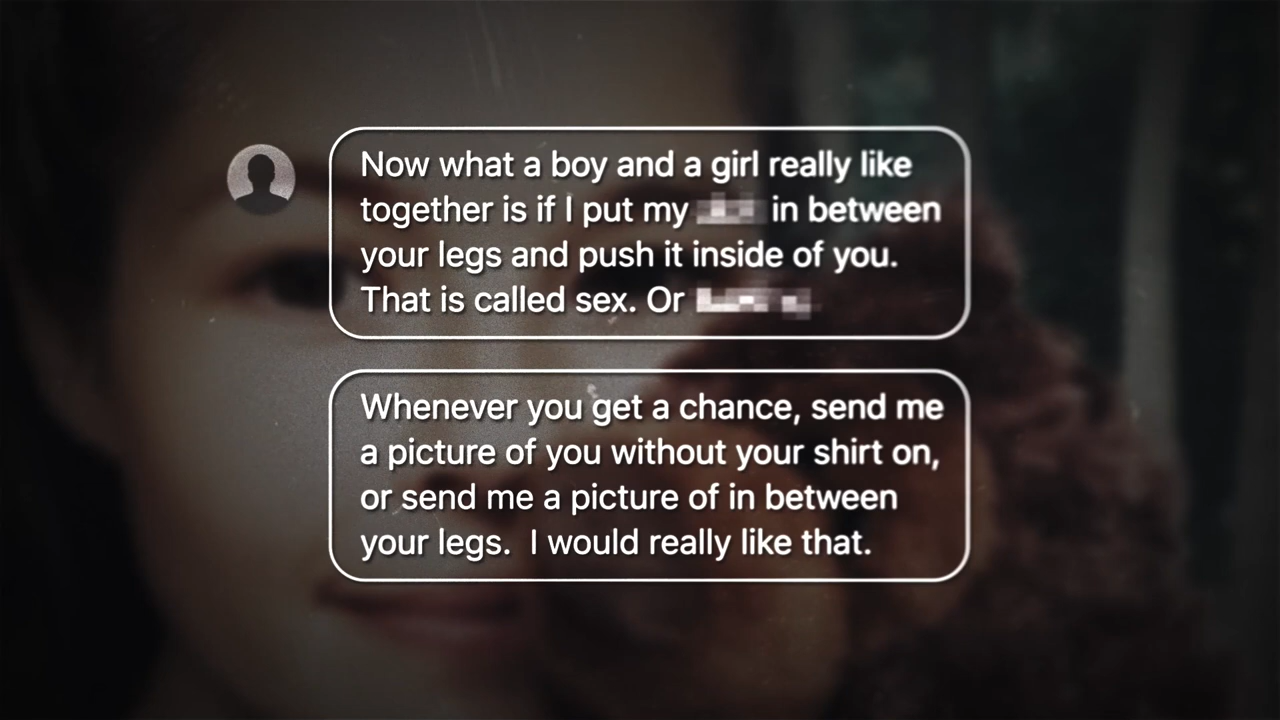 Now what a boy and a girl really like
together is if I put my in between
your legs and push it inside of you.
That is called sex. Or
Whenever you get a chance, send me
a picture of you without your shirt on,
or send me a picture of in between
your legs. I would really like that.